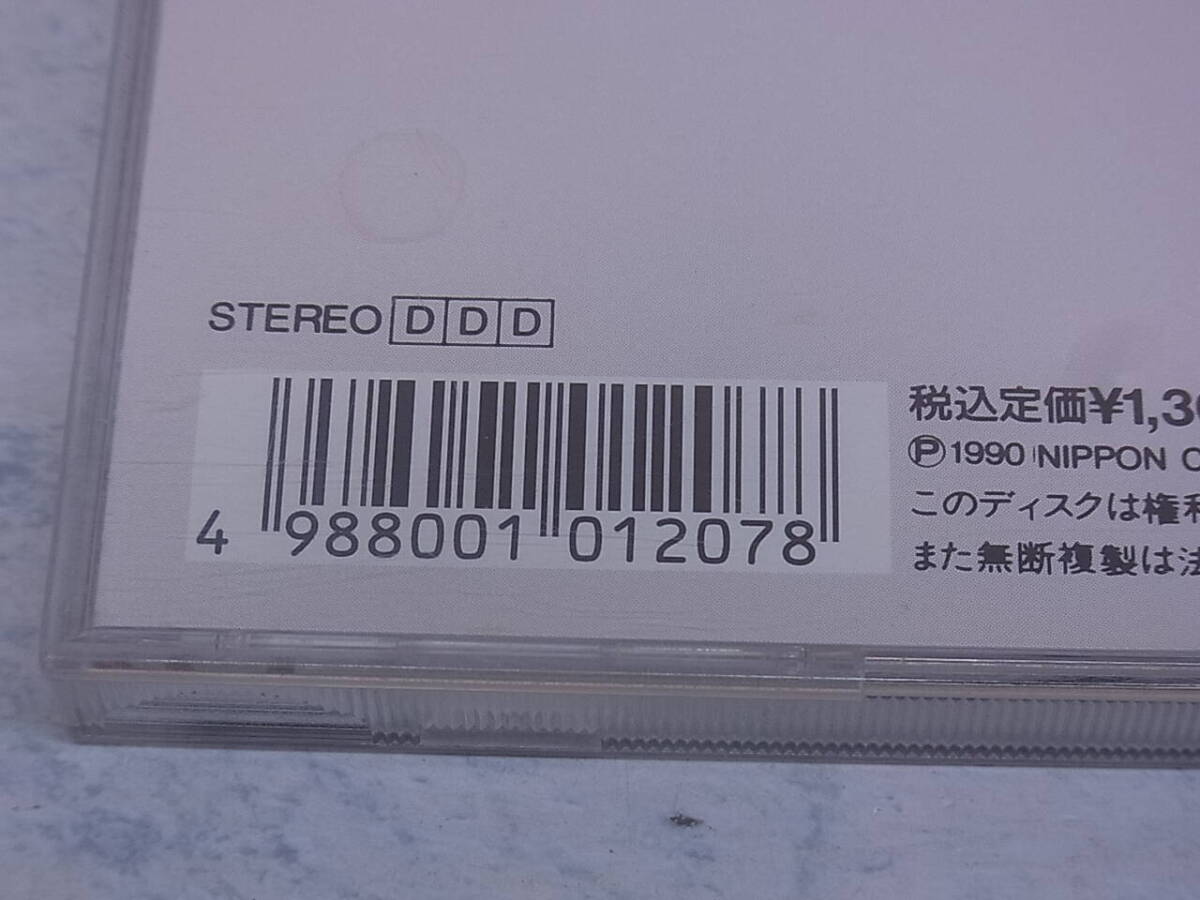 STEREO DDD
4 988001 012078
税込定価¥1,3
Ⓟ1990 NIPPON
このディスクは権利
また無断複製は法